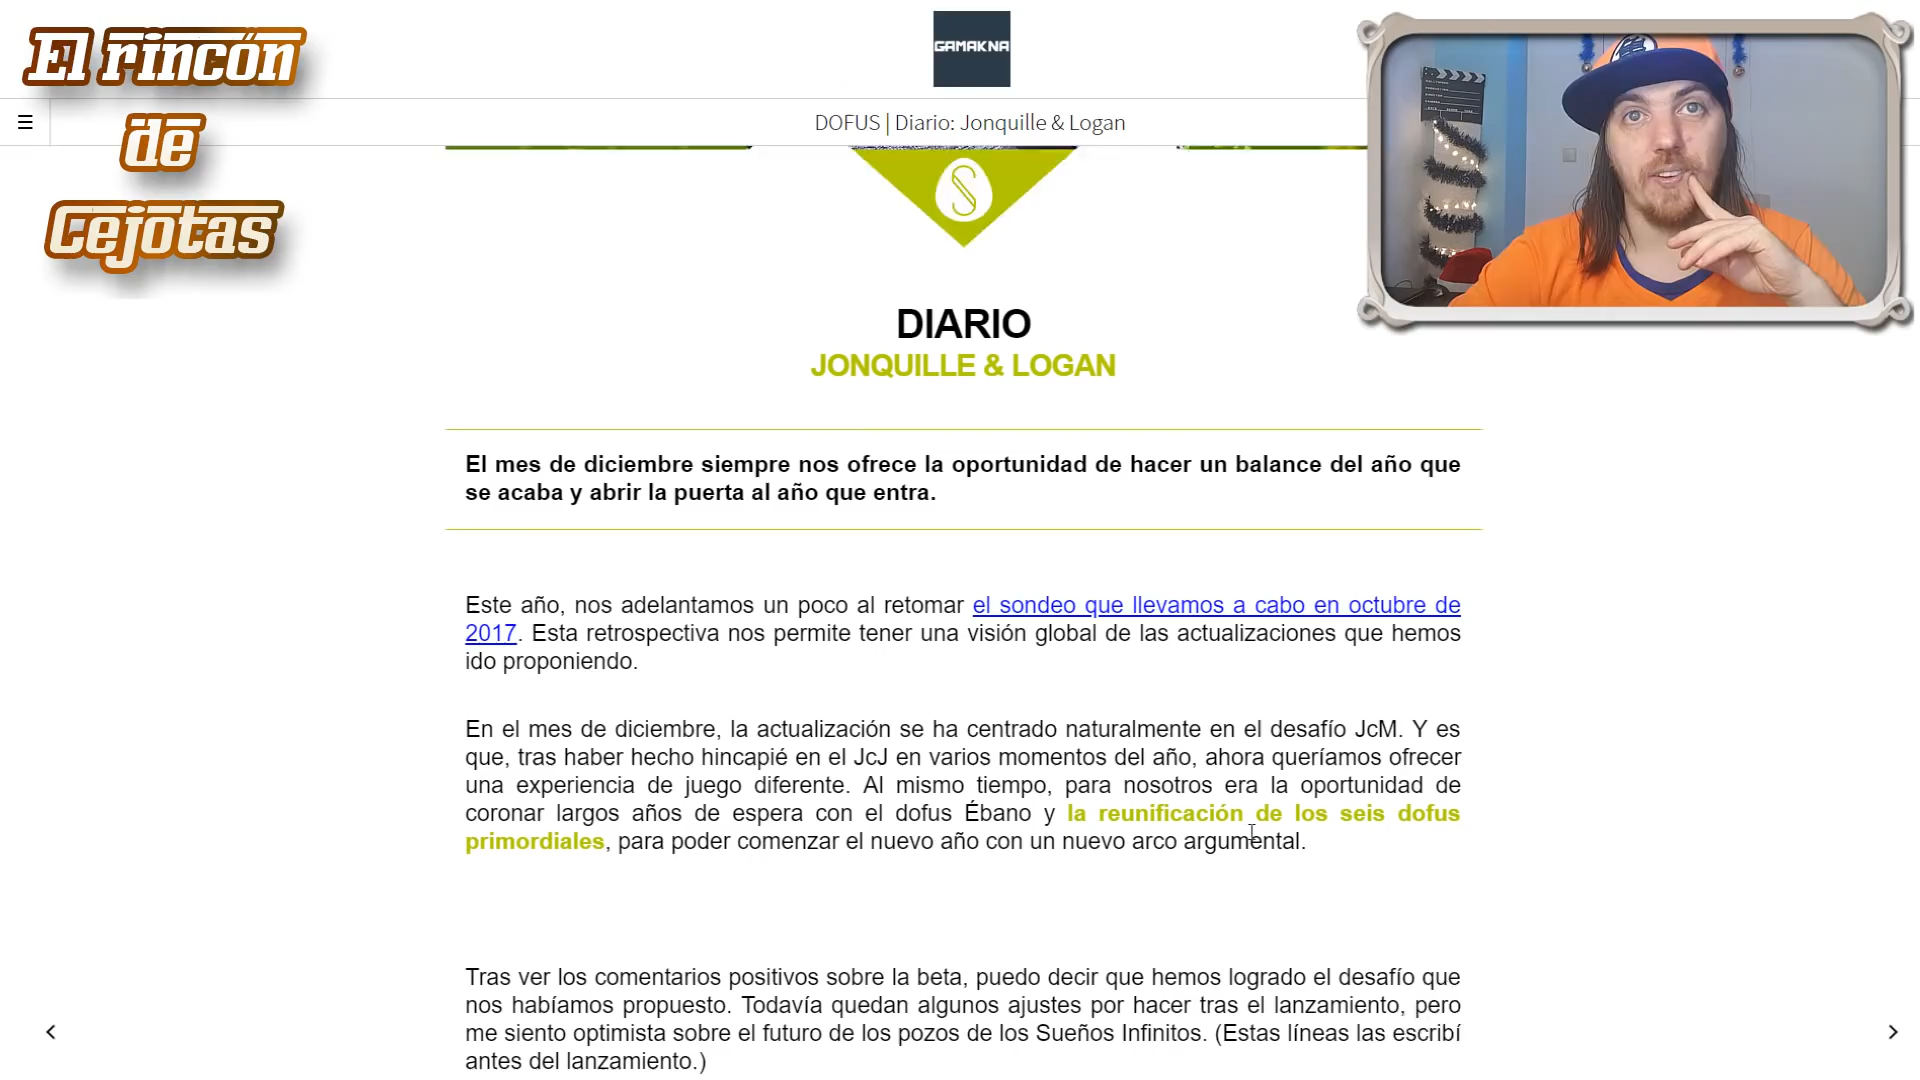 El rincón
de
Cejotas
GAMAKNA
☰
DOFUS | Diario: Jonquille & Logan
DIARIO
JONQUILLE & LOGAN
El mes de diciembre siempre nos ofrece la oportunidad de hacer un balance del año que
se acaba y abrir la puerta al año que entra.
Este año, nos adelantamos un poco al retomar el sondeo que llevamos a cabo en octubre de
2017. Esta retrospectiva nos permite tener una visión global de las actualizaciones que hemos
ido proponiendo.
En el mes de diciembre, la actualización se ha centrado naturalmente en el desafío JcM. Y es
que, tras haber hecho hincapié en el JcJ en varios momentos del año, ahora queríamos ofrecer
una experiencia de juego diferente. Al mismo tiempo, para nosotros era la oportunidad de
coronar largos años de espera con el dofus Ébano y la reunificación de los seis dofus
primordiales, para poder comenzar el nuevo año con un nuevo arco argumental.
Tras ver los comentarios positivos sobre la beta, puedo decir que hemos logrado el desafío que
nos habíamos propuesto. Todavía quedan algunos ajustes por hacer tras el lanzamiento, pero
me siento optimista sobre el futuro de los pozos de los Sueños Infinitos. (Estas líneas las escribí
antes del lanzamiento.)